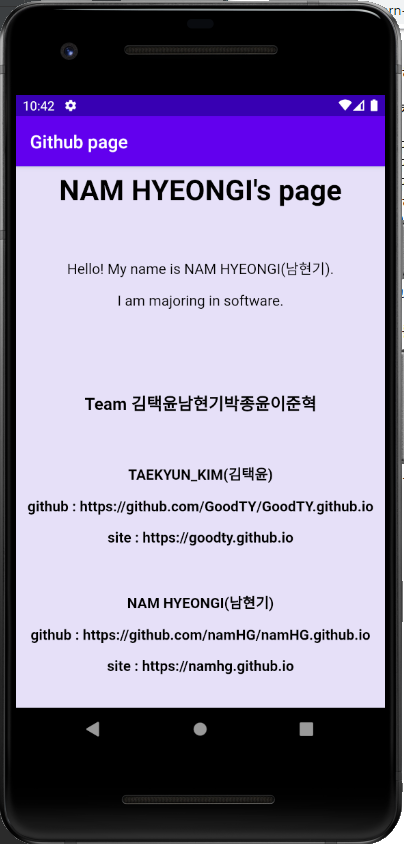 10:42
Github page
NAM HYEONGI's page
Hello! My name is NAM HYEONGI(남현기).
I am majoring in software.
Team 김택윤남현기박종윤이준혁
TAEKYUN_KIM(김택윤)
github : https://github.com/GoodTY/GoodTY.github.io
site : https://goodty.github.io
NAM HYEONGI(남현기)
github : https://github.com/namHG/namHG.github.io
site : https://namhg.github.io